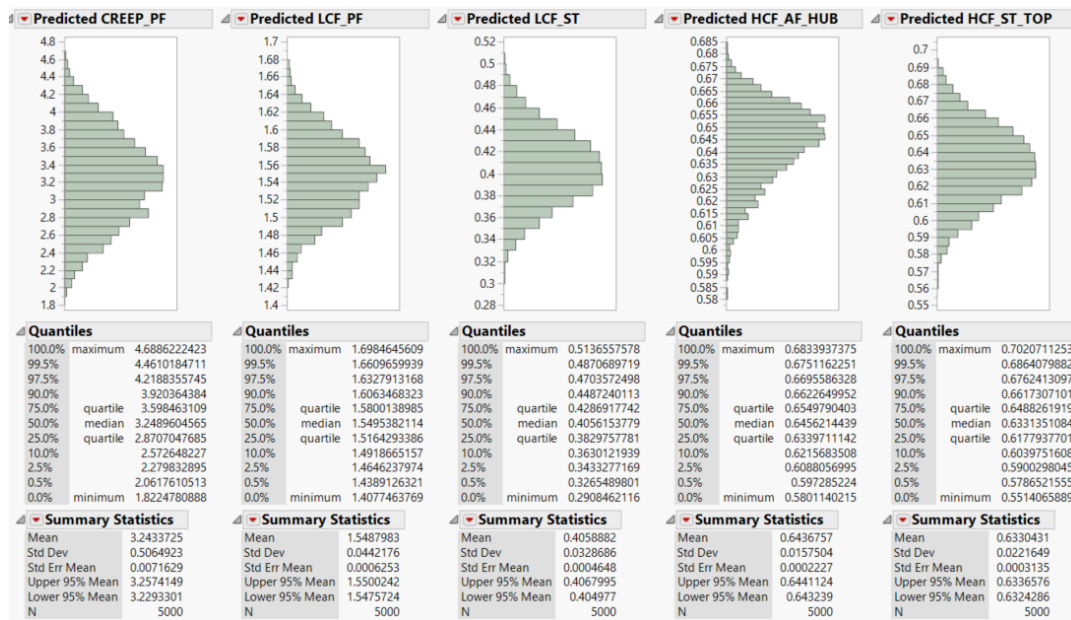 Predicted CREEP_PF
4.8
4.6
4.4
4.2
4
3.8
3.6
3.4
3.2
3
2.8
2.6
2.4
2.2
2
1.8
Quantiles
100.0% maximum 4.6886222423
99.5% 4.4610184711
97.5% 4.2188355745
90.0% 3.920364384
75.0% quartile 3.598463109
50.0% median 3.2489604565
25.0% quartile 2.8707047685
10.0% 2.572648227
2.5% 2.279832895
0.5% 2.0617610513
0.0% minimum 1.8224780888
Summary Statistics
Mean 3.2433725
Std Dev 0.5064923
Std Err Mean 0.0071629
Upper 95% Mean 3.2574149
Lower 95% Mean 3.2293301
N 5000
Predicted LCF_PF
1.7
1.68
1.66
1.64
1.62
1.6
1.58
1.56
1.54
1.52
1.5
1.48
1.46
1.44
1.42
1.4
Quantiles
100.0% maximum 1.6984645609
99.5% 1.6609659939
97.5% 1.6327913168
90.0% 1.6063468323
75.0% quartile 1.5800138985
50.0% median 1.5495382114
25.0% quartile 1.5164293386
10.0% 1.4918665157
2.5% 1.4646237974
0.5% 1.4389126321
0.0% minimum 1.4077463769
Summary Statistics
Mean 1.5487983
Std Dev 0.0442176
Std Err Mean 0.0006253
Upper 95% Mean 1.5500242
Lower 95% Mean 1.5475724
N 5000
Predicted LCF_ST
0.52
0.5
0.48
0.46
0.44
0.42
0.4
0.38
0.36
0.34
0.32
0.3
0.28
Quantiles
100.0% maximum 0.5136557578
99.5% 0.4870689719
97.5% 0.4703572498
90.0% 0.4487240113
75.0% quartile 0.4286917742
50.0% median 0.4056153779
25.0% quartile 0.3829757781
10.0% 0.3630121939
2.5% 0.3433277169
0.5% 0.3265489801
0.0% minimum 0.2908462116
Summary Statistics
Mean 0.4058882
Std Dev 0.0328686
Std Err Mean 0.0004648
Upper 95% Mean 0.4067995
Lower 95% Mean 0.404977
N 5000
Predicted HCF_AF_HUB
0.685
0.68
0.675
0.67
0.665
0.66
0.655
0.65
0.645
0.64
0.635
0.63
0.625
0.62
0.615
0.61
0.605
0.6
0.595
0.59
0.585
0.58
Quantiles
100.0% maximum 0.6833937375
99.5% 0.6751162251
97.5% 0.6695586328
90.0% 0.6622649952
75.0% quartile 0.6549790403
50.0% median 0.6456214439
25.0% quartile 0.6339711142
10.0% 0.6215683508
2.5% 0.6088056995
0.5% 0.597285224
0.0% minimum 0.5801140215
Summary Statistics
Mean 0.6436757
Std Dev 0.0157504
Std Err Mean 0.0002227
Upper 95% Mean 0.6441124
Lower 95% Mean 0.643239
N 5000
Predicted HCF_ST_TOP
0.7
0.69
0.68
0.67
0.66
0.65
0.64
0.63
0.62
0.61
0.6
0.59
0.58
0.57
0.56
0.55
Quantiles
100.0% maximum 0.7020711253
99.5% 0.6864079882
97.5% 0.6762413097
90.0% 0.6617307101
75.0% quartile 0.6488261919
50.0% median 0.6331351084
25.0% quartile 0.6177937701
10.0% 0.6039751608
2.5% 0.5900298045
0.5% 0.5786521555
0.0% minimum 0.5514065889
Summary Statistics
Mean 0.6330431
Std Dev 0.0221649
Std Err Mean 0.0003135
Upper 95% Mean 0.6336576
Lower 95% Mean 0.6324286
N 5000